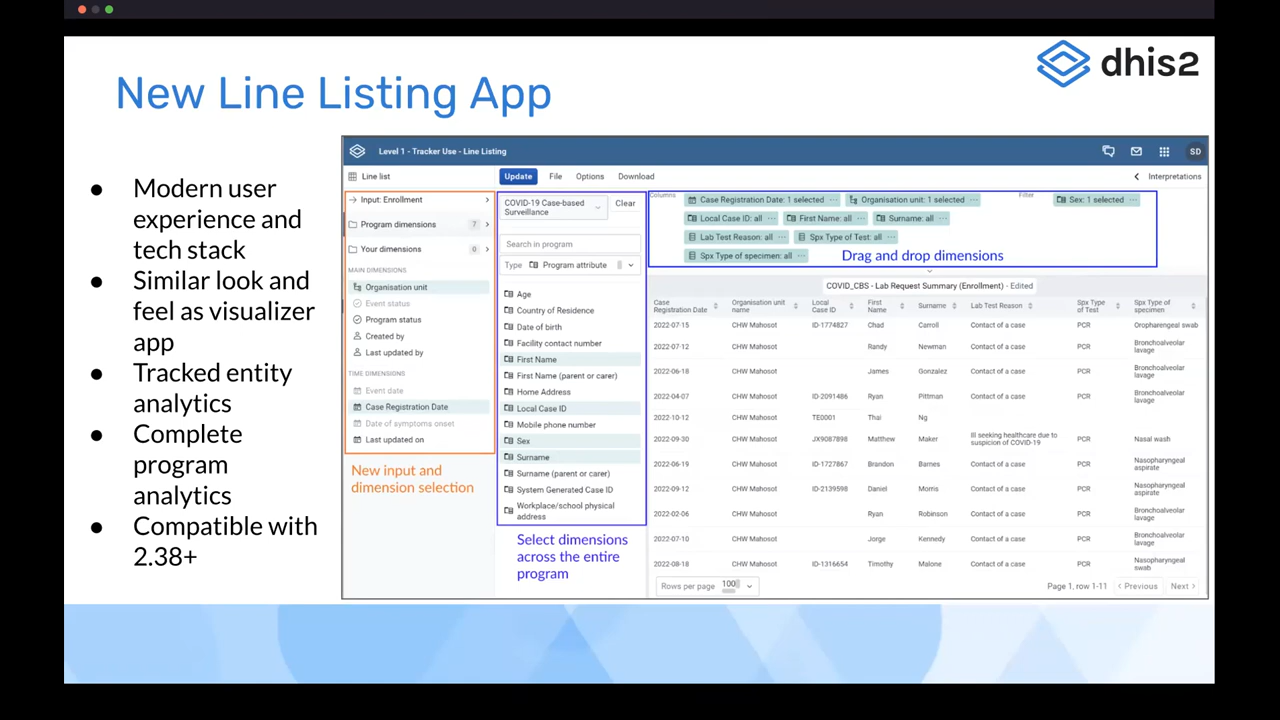 dhis2
New Line Listing App
● Modern user
experience and
tech stack
● Similar look and
feel as visualizer
app
● Tracked entity
analytics
● Complete
program
analytics
● Compatible with
2.38+
Level 1 - Tracker Use - Line Listing
SD
Line list
Update File Options Download
Interpretations
Input: Enrollment
Program dimensions 7
Your dimensions 0
MAIN DIMENSIONS
Organisation unit
Event status
Program status
Created by
Last updated by
TIME DIMENSIONS
Event date
Case Registration Date
Date of symptoms onset
Last updated on
New input and
dimension selection
COVID-19 Case-based
Surveillance
Clear
Search in program
Type Program attribute
Age
Country of Residence
Date of birth
Facility contact number
First Name
First Name (parent or carer)
Home Address
Local Case ID
Mobile phone number
Sex
Surname
Surname (parent or carer)
System Generated Case ID
Workplace/school physical
address
Select dimensions
across the entire
program
Columns
Case Registration Date: 1 selected Organisation unit: 1 selected
Local Case ID: all First Name: all Surname: all
Lab Test Reason: all Spx Type of Test: all
Spx Type of specimen: all
Filter
Sex: 1 selected
Drag and drop dimensions
COVID_CBS - Lab Request Summary (Enrollment) - Edited
Case Registration Date Organisation unit name Local Case ID First Name Surname Lab Test Reason Spx Type of Test Spx Type of specimen
2022-07-15 CHW Mahosot ID-1774827 Chad Carroll Contact of a case PCR Oropharengeal swab
2022-07-12 CHW Mahosot Randy Newman Contact of a case PCR Bronchoalveolar lavage
2022-06-18 CHW Mahosot James Gonzalez Contact of a case PCR Bronchoalveolar lavage
2022-04-07 CHW Mahosot ID-2091486 Ryan Pittman Contact of a case PCR Bronchoalveolar lavage
2022-10-12 CHW Mahosot TE0001 Thai Ng
2022-09-30 CHW Mahosot JX9087898 Matthew Maker Ill seeking healthcare due to suspicion of COVID-19 PCR Nasal wash
2022-06-19 CHW Mahosot ID-1727867 Brandon Barnes Contact of a case PCR Nasopharyngeal aspirate
2022-09-12 CHW Mahosot ID-2139598 Daniel Morris Contact of a case PCR Nasopharyngeal aspirate
2022-02-06 CHW Mahosot Ryan Robinson Contact of a case PCR Bronchoalveolar lavage
2022-07-10 CHW Mahosot Jorge Kennedy Contact of a case PCR Bronchoalveolar lavage
2022-08-18 CHW Mahosot ID-1316654 Timothy Malone Contact of a case PCR Nasopharyngeal swab
Rows per page 100
Page 1, row 1-11 Previous Next